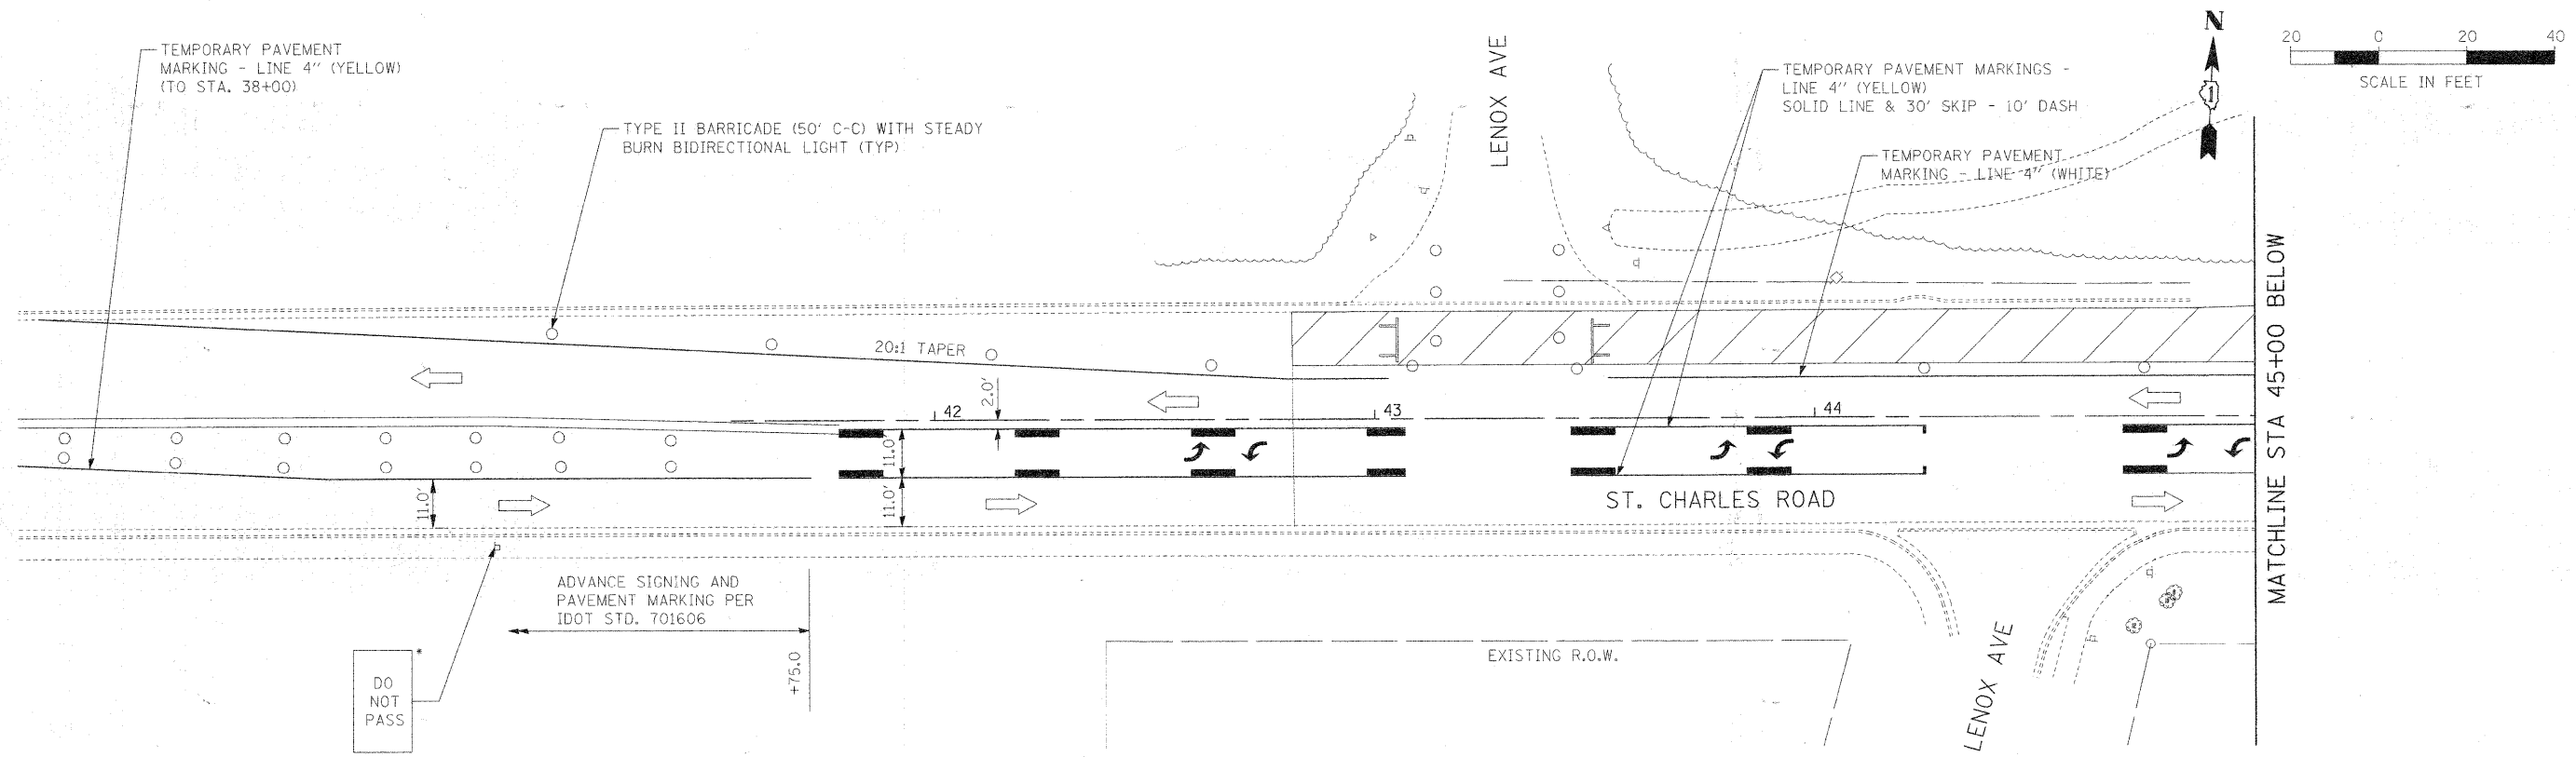 TEMPORARY PAVEMENT
MARKING - LINE 4" (YELLOW)
(TO STA. 38+00)
TYPE II BARRICADE (50' C-C) WITH STEADY
BURN BIDIRECTIONAL LIGHT (TYP)
LENOX AVE
TEMPORARY PAVEMENT MARKINGS -
LINE 4" (YELLOW)
SOLID LINE & 30' SKIP - 10' DASH
TEMPORARY PAVEMENT
MARKING - LINE 4" (WHITE)
N
1
20 0 20 40
SCALE IN FEET
20:1 TAPER
2.0'
42
43
44
11.0'
11.0'
11.0'
ST. CHARLES ROAD
MATCHLINE STA 45+00 BELOW
ADVANCE SIGNING AND
PAVEMENT MARKING PER
IDOT STD. 701606
+75.0
DO
NOT
PASS
*
EXISTING R.O.W.
LENOX AVE